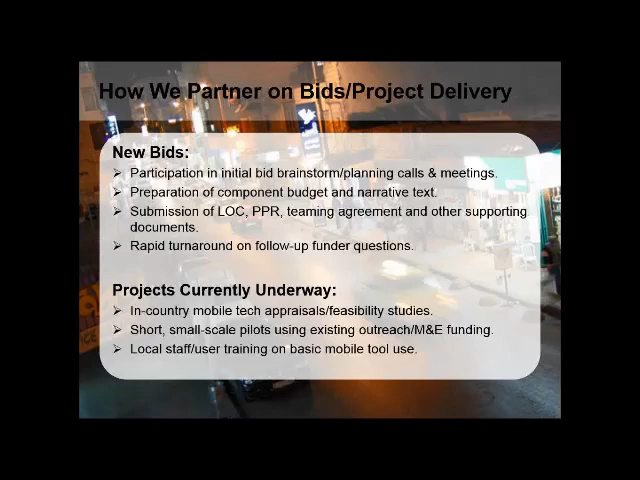 How We Partner on Bids/Project Delivery
New Bids:
➢ Participation in initial bid brainstorm/planning calls & meetings.
➢ Preparation of component budget and narrative text.
➢ Submission of LOC, PPR, teaming agreement and other supporting
documents.
➢ Rapid turnaround on follow-up funder questions.
Projects Currently Underway:
➢ In-country mobile tech appraisals/feasibility studies.
➢ Short, small-scale pilots using existing outreach/M&E funding.
➢ Local staff/user training on basic mobile tool use.